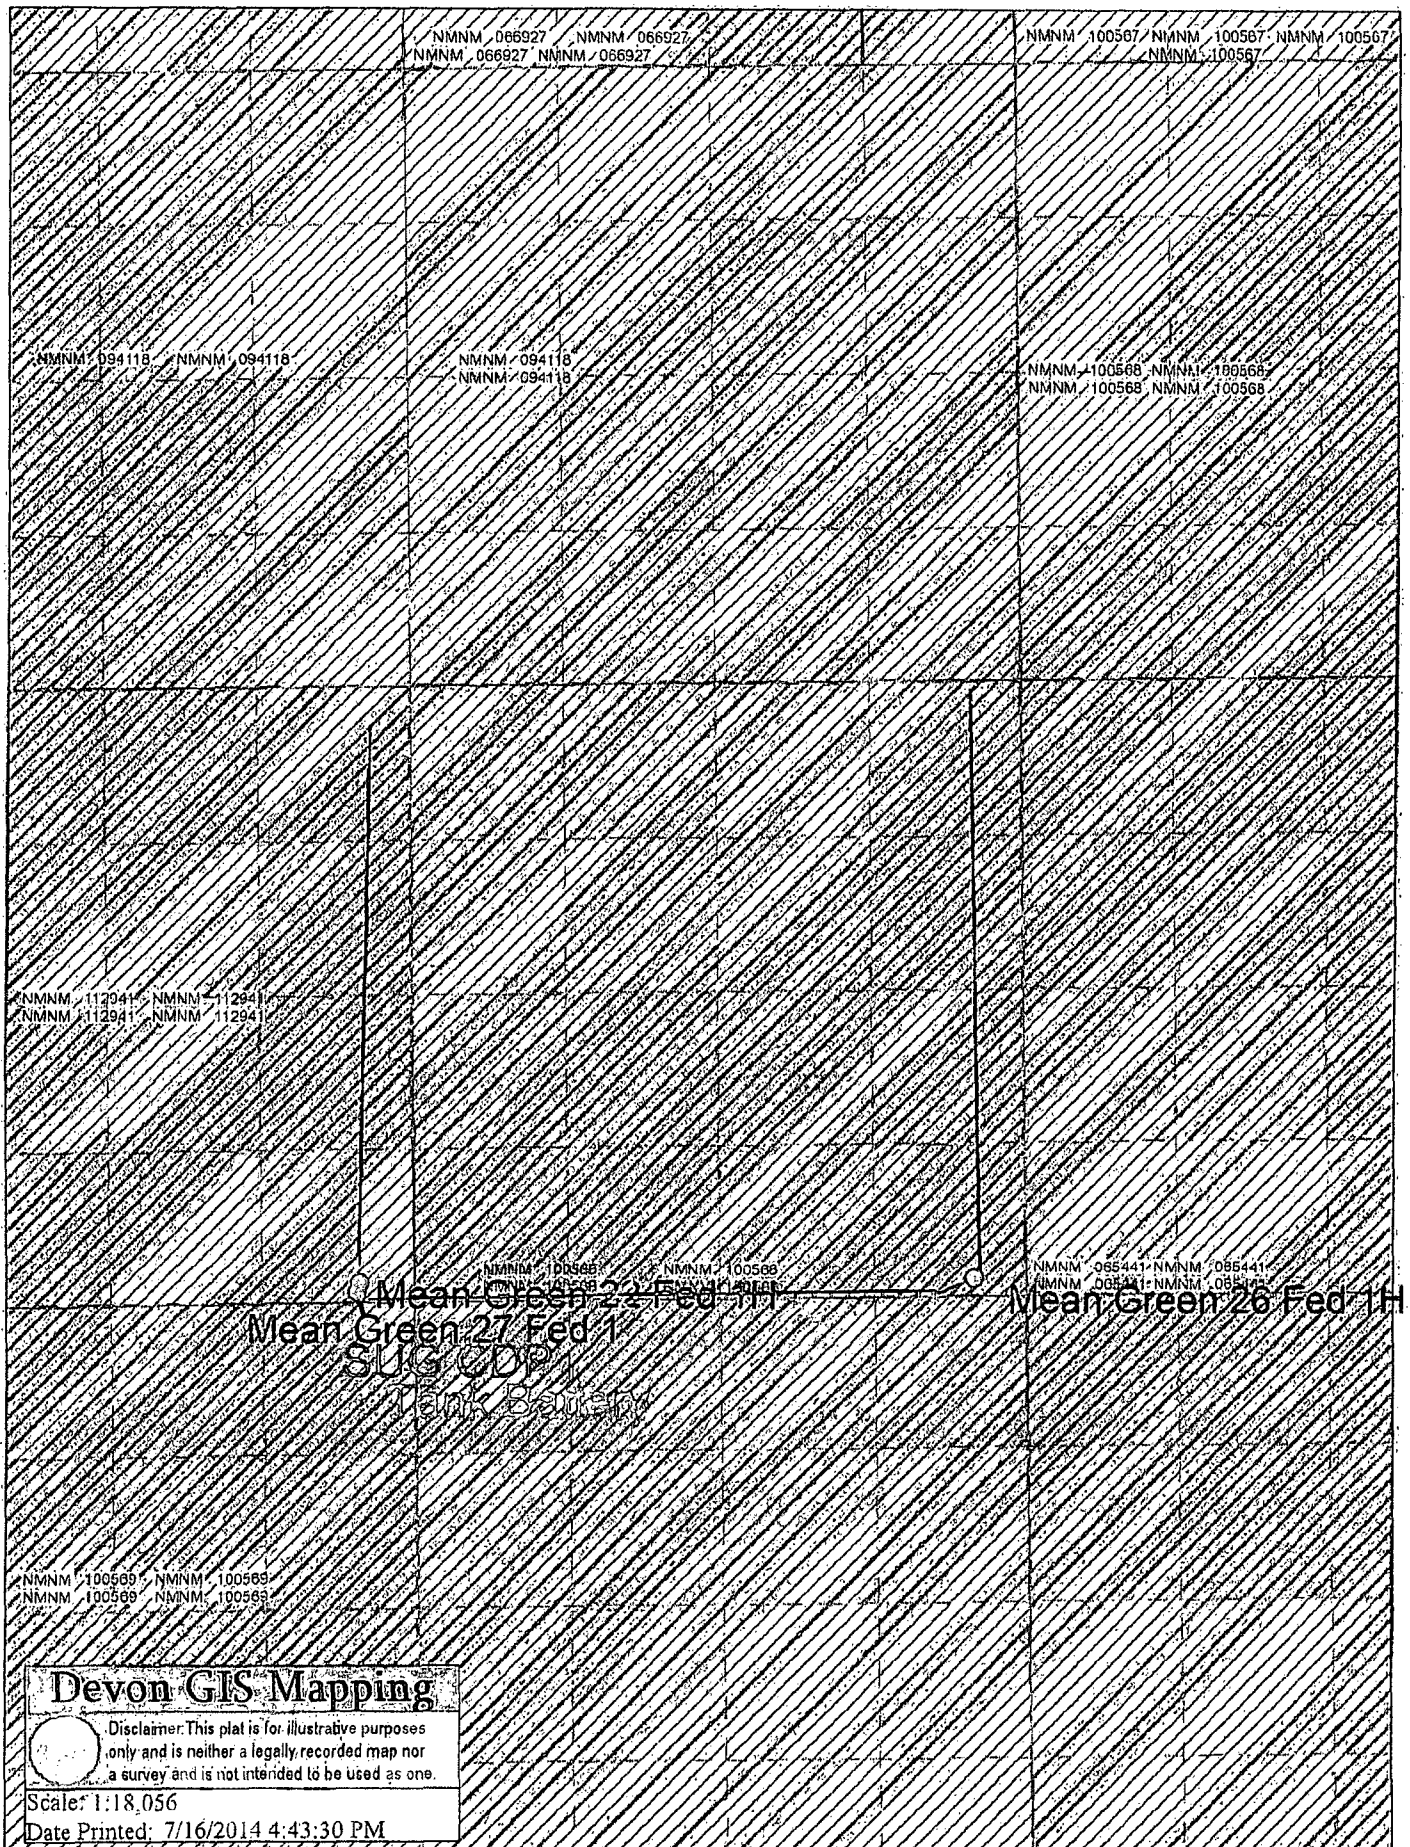 NMNM 066927 NMNM 066927
NMNM 066927 NMNM 066927
NMNM 100567 NMNM 100567 NMNM 100567
NMNM 100567
NMNM 094118 NMNM 094118
NMNM 094118
NMNM 094118
NMNM 100568 NMNM 100568
NMNM 100568 NMNM 100568
NMNM 112941 NMNM 112941
NMNM 112941 NMNM 112941
NMNM 100568 NMNM 100568
NMNM 065441 NMNM 065441
NMNM 065441 NMNM 065441
Mean Green 22 Fed 1H
Mean Green 26 Fed 1H
Mean Green 27 Fed 1
SUG CDP
Tank Battery
NMNM 100569 NMNM 100569
NMNM 100569 NMNM 100569
Devon GIS Mapping
Disclaimer: This plat is for illustrative purposes
only and is neither a legally recorded map nor
a survey and is not intended to be used as one.
Scale: 1:18,056
Date Printed: 7/16/2014 4:43:30 PM